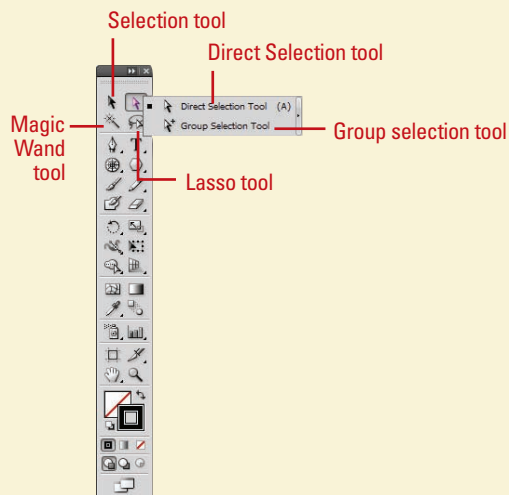 Selection tool
Direct Selection tool
Direct Selection Tool (A)
Group Selection Tool
Magic
Wand
tool
Group selection tool
Lasso tool